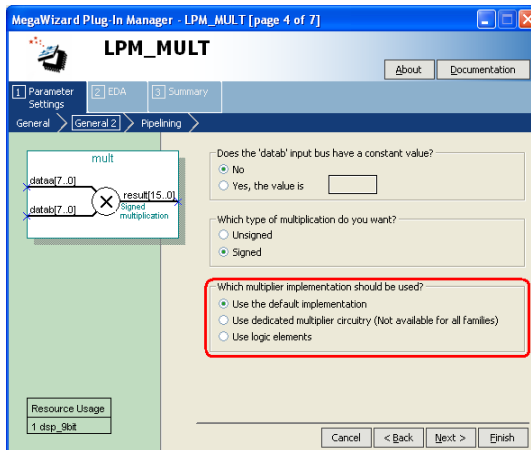 MegaWizard Plug-In Manager - LPM_MULT [page 4 of 7]
LPM_MULT
About
Documentation
1 Parameter Settings
2 EDA
3 Summary
General
General 2
Pipelining
mult
dataa[7..0]
result[15..0]
datab[7..0]
Signed
multiplication
Does the 'datab' input bus have a constant value?
No
Yes, the value is
Which type of multiplication do you want?
Unsigned
Signed
Which multiplier implementation should be used?
Use the default implementation
Use dedicated multiplier circuitry (Not available for all families)
Use logic elements
Resource Usage
1 dsp_9bit
Cancel
< Back
Next >
Finish